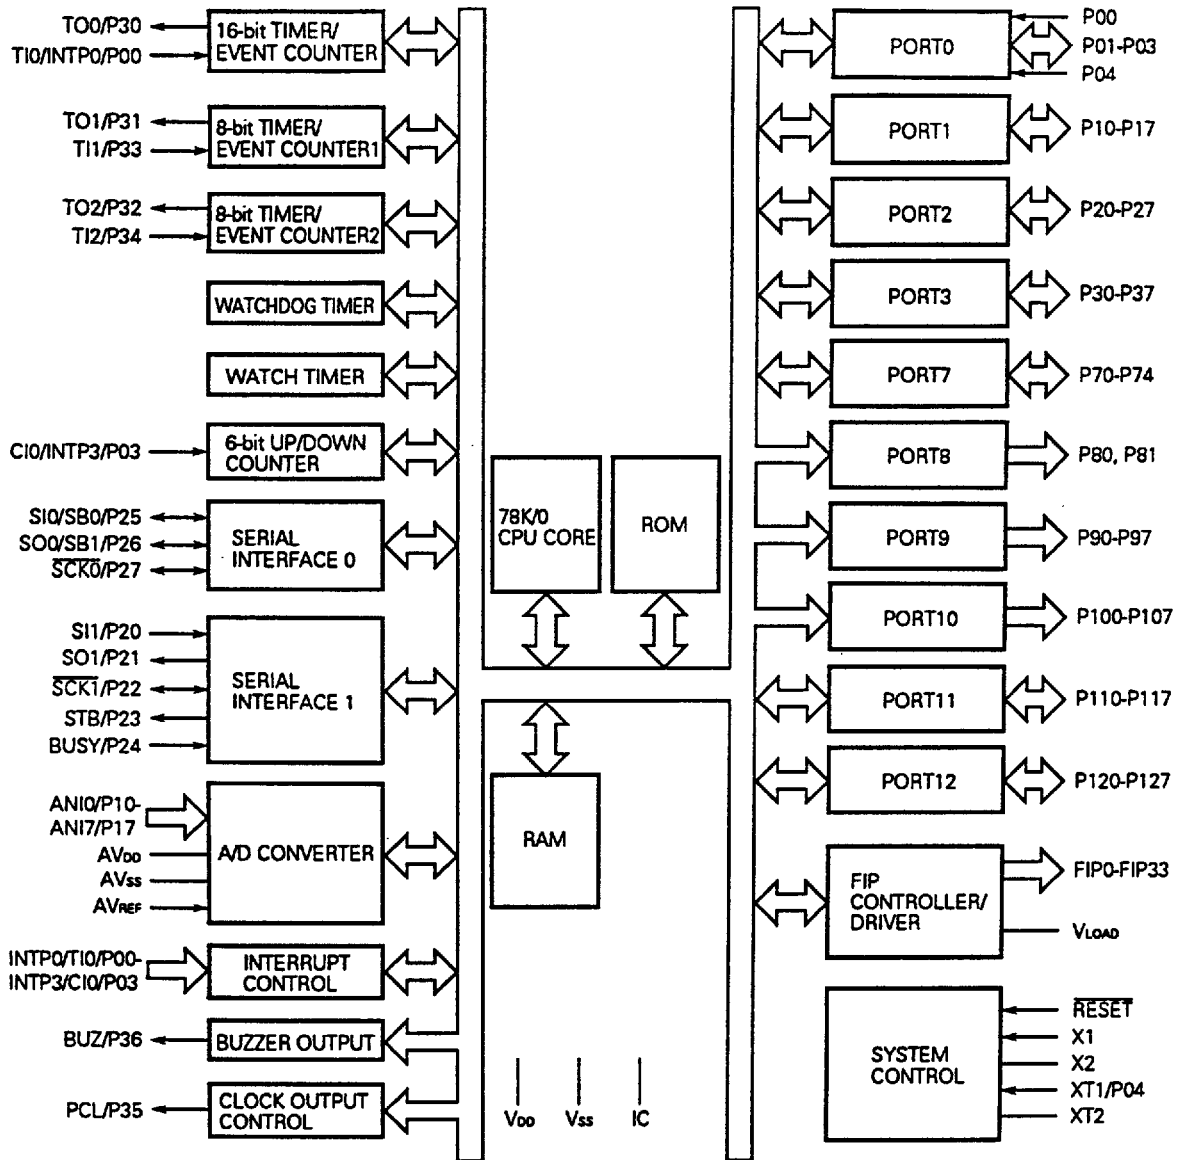 TO0/P30
TI0/INTP0/P00
16-bit TIMER/
EVENT COUNTER
TO1/P31
TI1/P33
8-bit TIMER/
EVENT COUNTER1
TO2/P32
TI2/P34
8-bit TIMER/
EVENT COUNTER2
WATCHDOG TIMER
WATCH TIMER
CI0/INTP3/P03
6-bit UP/DOWN
COUNTER
SI0/SB0/P25
SO0/SB1/P26
SCK0/P27
SERIAL
INTERFACE 0
SI1/P20
SO1/P21
SCK1/P22
STB/P23
BUSY/P24
SERIAL
INTERFACE 1
ANI0/P10-
ANI7/P17
AVDD
AVSS
AVREF
A/D CONVERTER
INTP0/TI0/P00-
INTP3/CI0/P03
INTERRUPT
CONTROL
BUZ/P36
BUZZER OUTPUT
PCL/P35
CLOCK OUTPUT
CONTROL
78K/0
CPU CORE
ROM
RAM
VDD
VSS
IC
PORT0
P00
P01-P03
P04
PORT1
P10-P17
PORT2
P20-P27
PORT3
P30-P37
PORT7
P70-P74
PORT8
P80, P81
PORT9
P90-P97
PORT10
P100-P107
PORT11
P110-P117
PORT12
P120-P127
FIP
CONTROLLER/
DRIVER
FIP0-FIP33
VLOAD
SYSTEM
CONTROL
RESET
X1
X2
XT1/P04
XT2